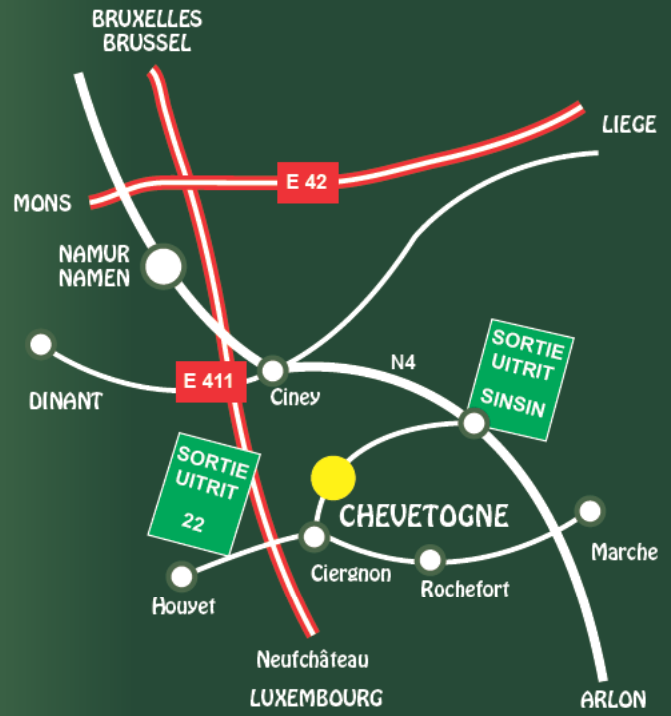 BRUXELLES
BRUSSEL
LIEGE
E 42
MONS
NAMUR
NAMEN
SORTIE
UITRIT
SINSIN
N4
E 411
DINANT
Ciney
SORTIE
UITRIT
22
CHEVETOGNE
Marche
Ciergnon
Rochefort
Houyet
Neufchâteau
LUXEMBOURG
ARLON